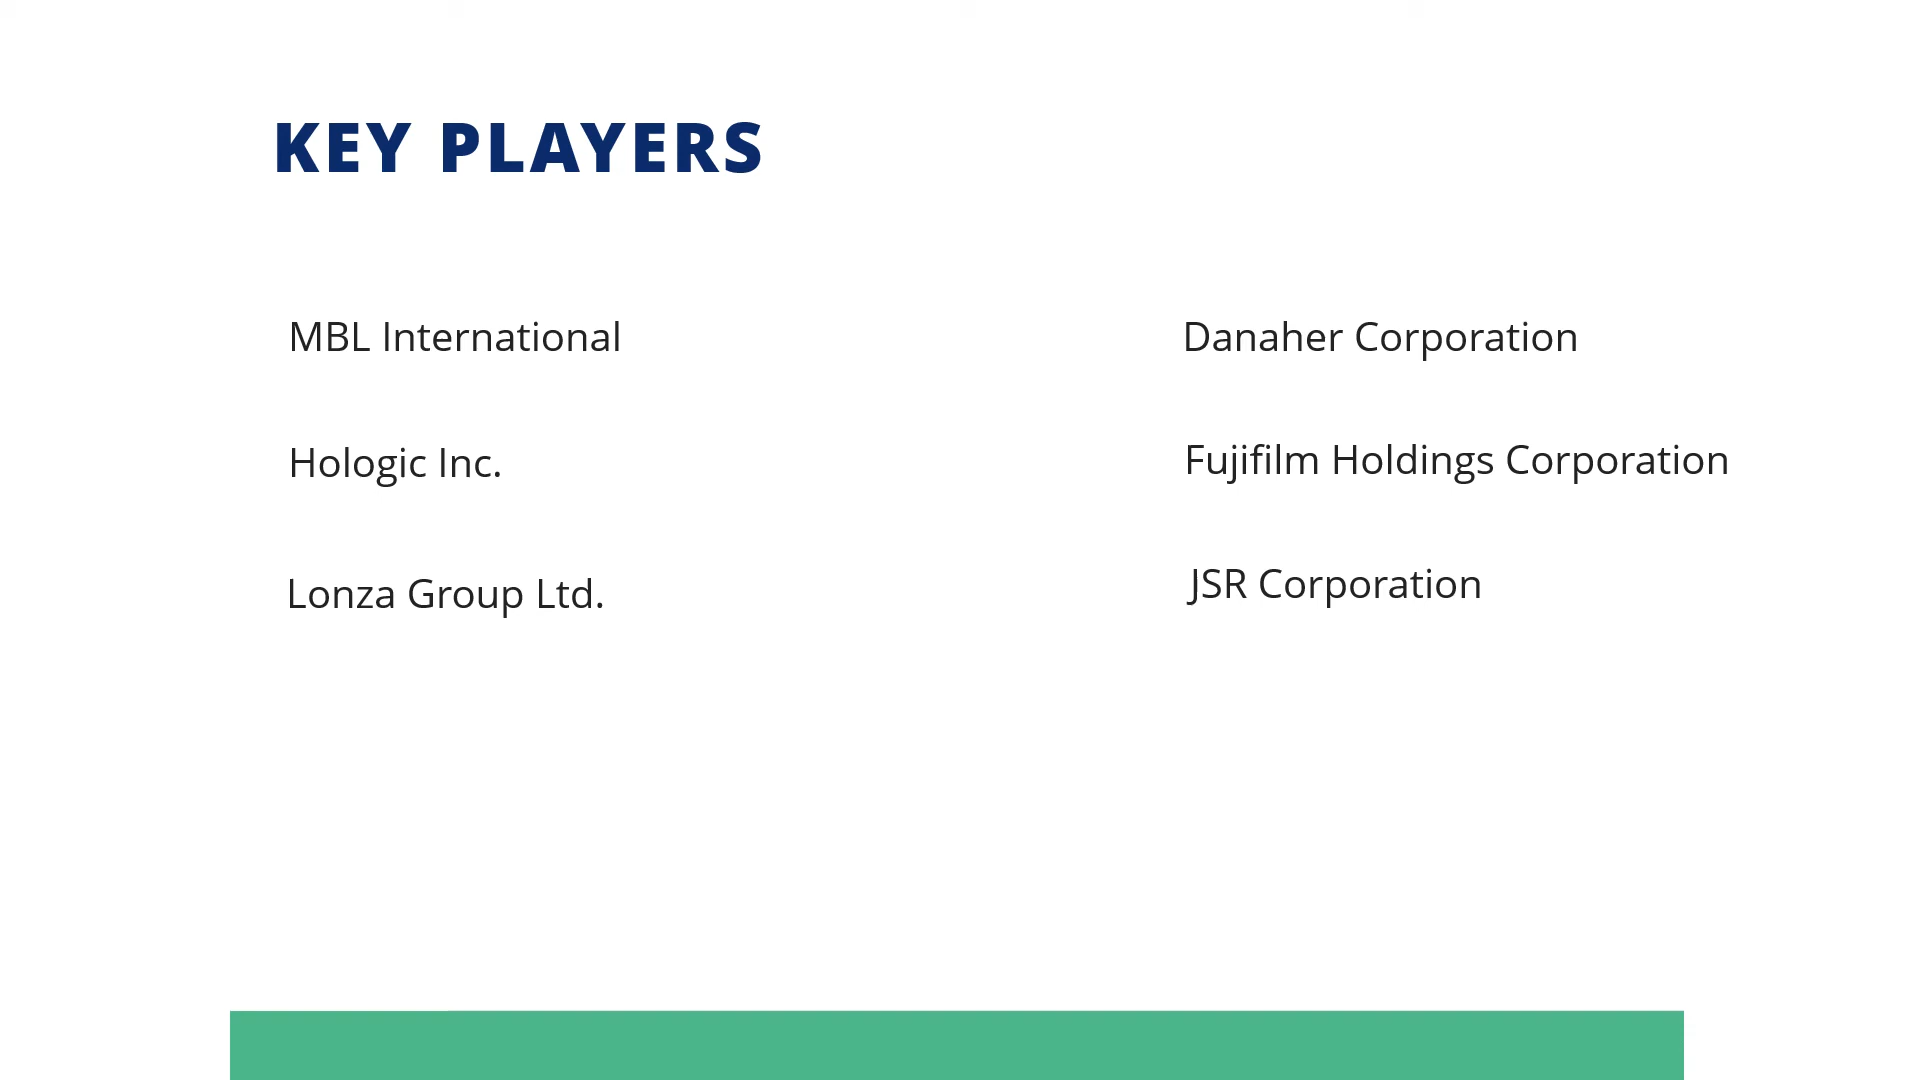 KEY PLAYERS
MBL International
Hologic Inc.
Lonza Group Ltd.
Danaher Corporation
Fujifilm Holdings Corporation
JSR Corporation